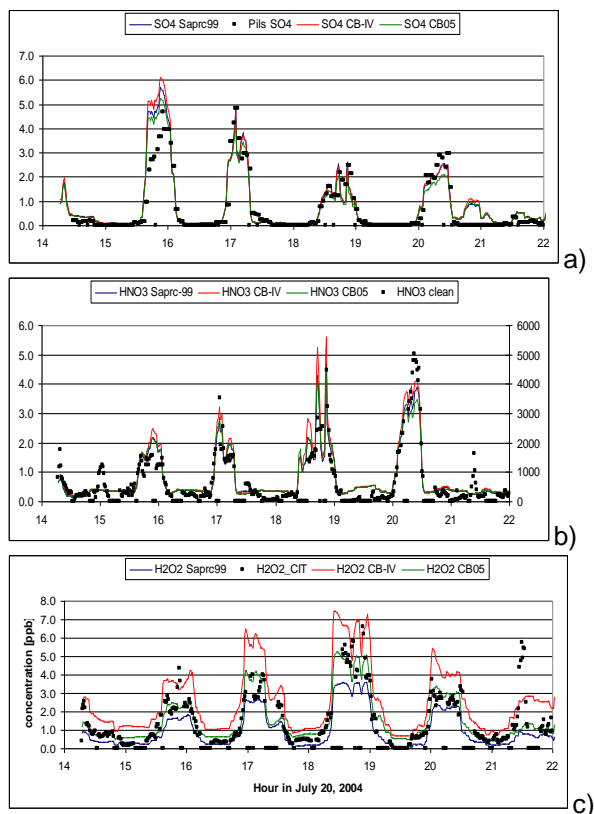 SO4 Saprc99 Pils SO4 SO4 CB-IV SO4 CB05
7.0
6.0
5.0
4.0
3.0
2.0
1.0
0.0
14 15 16 17 18 19 20 21 22
a)
HNO3 Saprc-99 HNO3 CB-IV HNO3 CB05 HNO3 clean
6.0 6000
5.0 5000
4.0 4000
3.0 3000
2.0 2000
1.0 1000
0.0 0
14 15 16 17 18 19 20 21 22
b)
H2O2 Saprc99 H2O2_CIT H2O2 CB-IV H2O2 CB05
concentration [ppb]
8.0
7.0
6.0
5.0
4.0
3.0
2.0
1.0
0.0
14 15 16 17 18 19 20 21 22
Hour in July 20, 2004
c)